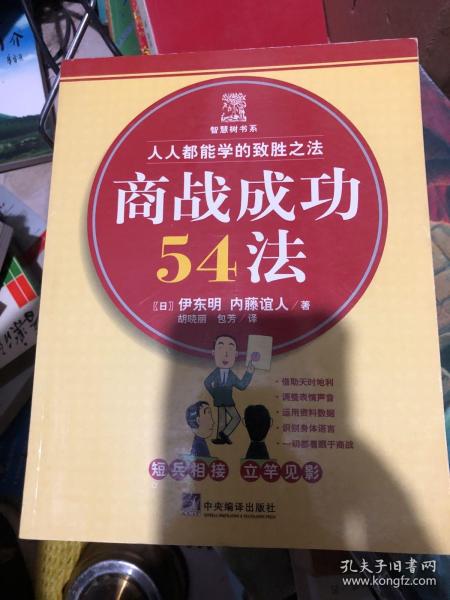 智慧树书系
人人都能学的致胜之法
商战成功
54法
〔日〕伊东明 内藤谊人/著
胡晓丽 包芳/译
·借助天时地利
·调整表情声音
·运用资料数据
·识别身体语言
·一切都着眼于商战
短兵相接 立竿见影
中央编译出版社
孔夫子旧书网
www.kongfz.com